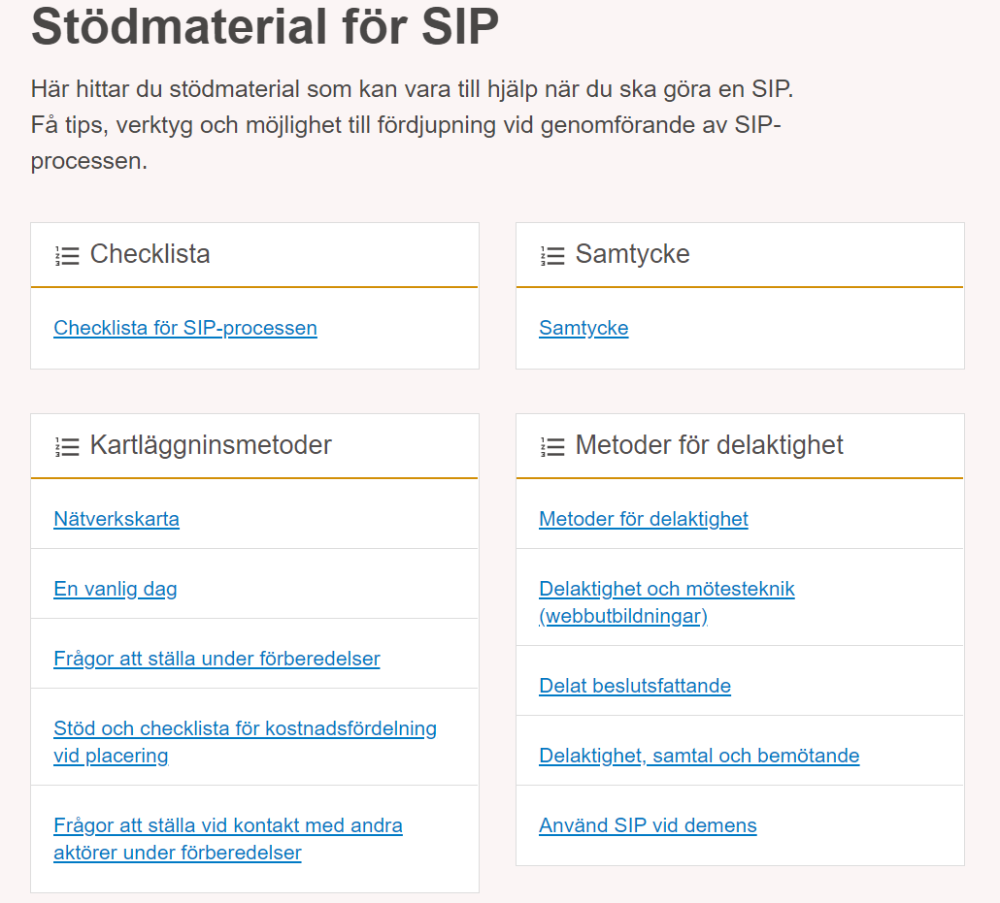 Stödmaterial för SIP
Här hittar du stödmaterial som kan vara till hjälp när du ska göra en SIP.
Få tips, verktyg och möjlighet till fördjupning vid genomförande av SIP-
processen.
Checklista
Checklista för SIP-processen
Samtycke
Samtycke
Kartläggninsmetoder
Nätverkskarta
En vanlig dag
Frågor att ställa under förberedelser
Stöd och checklista för kostnadsfördelning
vid placering
Frågor att ställa vid kontakt med andra
aktörer under förberedelser
Metoder för delaktighet
Metoder för delaktighet
Delaktighet och mötesteknik
(webbutbildningar)
Delat beslutsfattande
Delaktighet, samtal och bemötande
Använd SIP vid demens